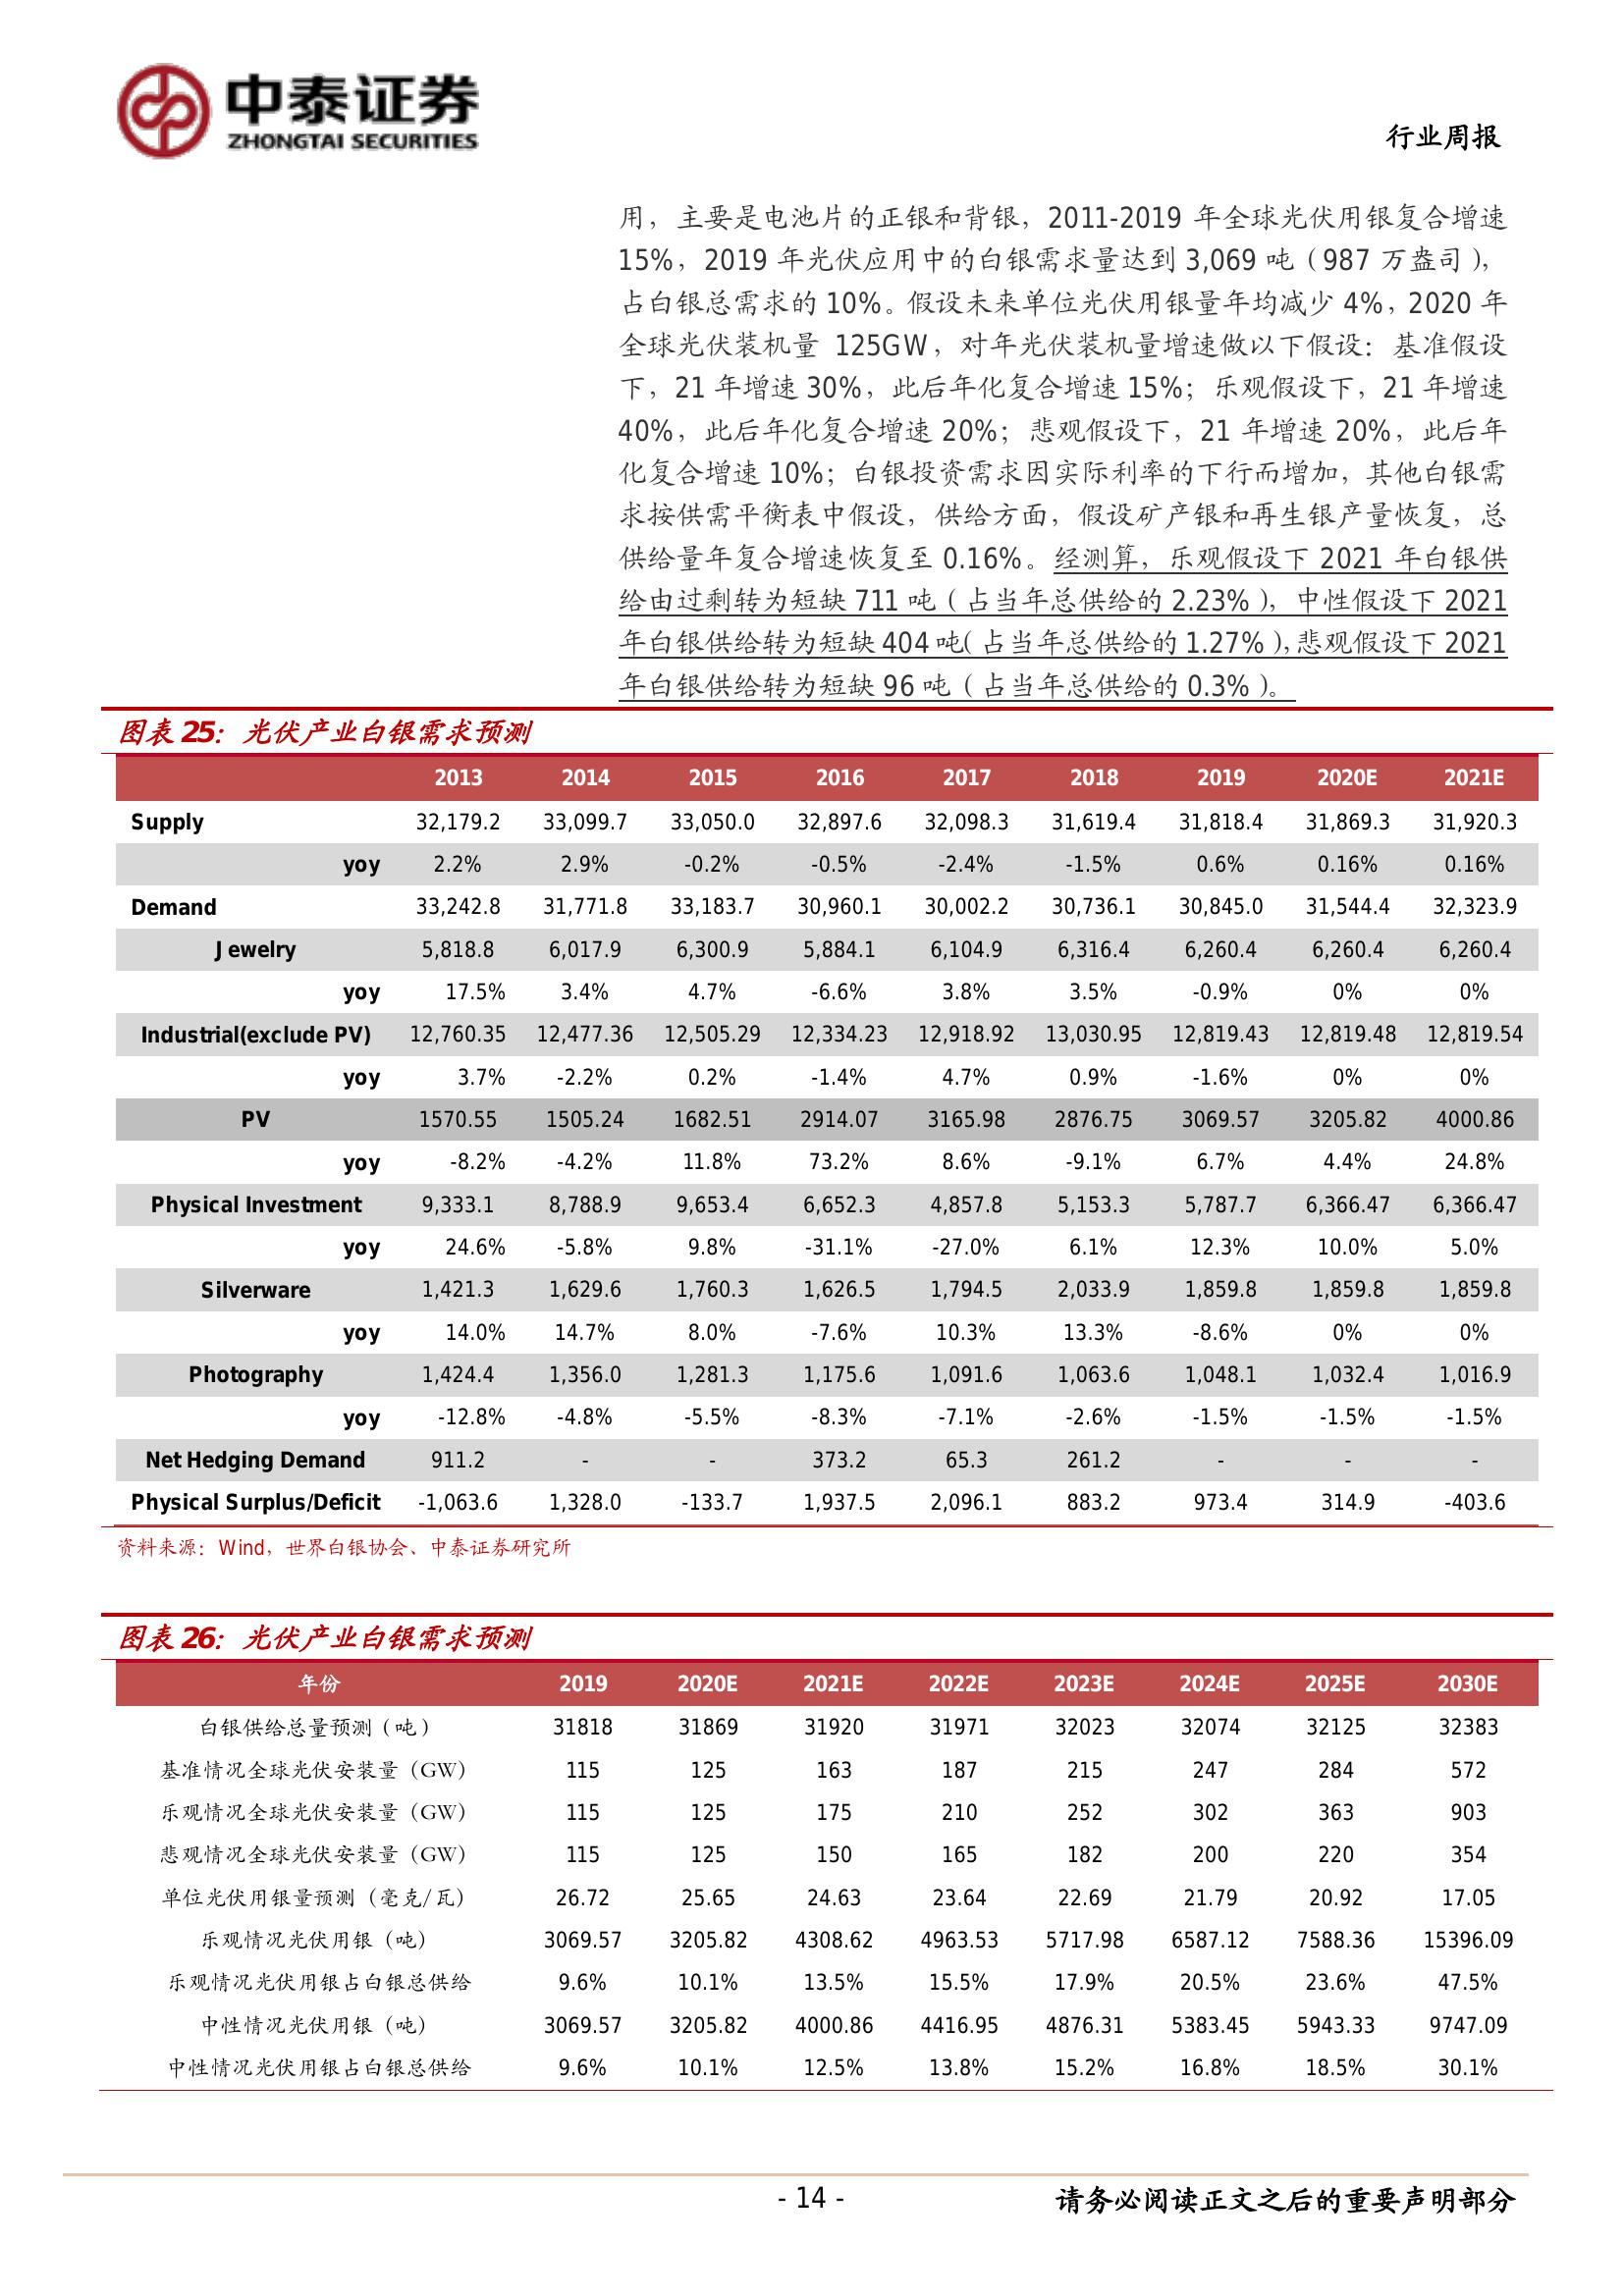 中泰证券
ZHONGTAI SECURITIES
行业周报
用，主要是电池片的正银和背银，2011-2019 年全球光伏用银复合增速
15%，2019 年光伏应用中的白银需求量达到 3,069 吨（987 万盎司），
占白银总需求的 10%。假设未来单位光伏用银量年均减少 4%，2020 年
全球光伏装机量 125GW，对年光伏装机量增速做以下假设：基准假设
下，21 年增速 30%，此后年化复合增速 15%；乐观假设下，21 年增速
40%，此后年化复合增速 20%；悲观假设下，21 年增速 20%，此后年
化复合增速 10%；白银投资需求因实际利率的下行而增加，其他白银需
求按供需平衡表中假设，供给方面，假设矿产银和再生银产量恢复，总
供给量年复合增速恢复至 0.16%。经测算，乐观假设下 2021 年白银供
给由过剩转为短缺 711 吨（占当年总供给的 2.23%），中性假设下 2021
年白银供给转为短缺 404 吨（占当年总供给的 1.27%），悲观假设下 2021
年白银供给转为短缺 96 吨（占当年总供给的 0.3%）。
图表 25：光伏产业白银需求预测
2013 2014 2015 2016 2017 2018 2019 2020E 2021E
Supply 32,179.2 33,099.7 33,050.0 32,897.6 32,098.3 31,619.4 31,818.4 31,869.3 31,920.3
yoy 2.2% 2.9% -0.2% -0.5% -2.4% -1.5% 0.6% 0.16% 0.16%
Demand 33,242.8 31,771.8 33,183.7 30,960.1 30,002.2 30,736.1 30,845.0 31,544.4 32,323.9
Jewelry 5,818.8 6,017.9 6,300.9 5,884.1 6,104.9 6,316.4 6,260.4 6,260.4 6,260.4
yoy 17.5% 3.4% 4.7% -6.6% 3.8% 3.5% -0.9% 0% 0%
Industrial(exclude PV) 12,760.35 12,477.36 12,505.29 12,334.23 12,918.92 13,030.95 12,819.43 12,819.48 12,819.54
yoy 3.7% -2.2% 0.2% -1.4% 4.7% 0.9% -1.6% 0% 0%
PV 1570.55 1505.24 1682.51 2914.07 3165.98 2876.75 3069.57 3205.82 4000.86
yoy -8.2% -4.2% 11.8% 73.2% 8.6% -9.1% 6.7% 4.4% 24.8%
Physical Investment 9,333.1 8,788.9 9,653.4 6,652.3 4,857.8 5,153.3 5,787.7 6,366.47 6,366.47
yoy 24.6% -5.8% 9.8% -31.1% -27.0% 6.1% 12.3% 10.0% 5.0%
Silverware 1,421.3 1,629.6 1,760.3 1,626.5 1,794.5 2,033.9 1,859.8 1,859.8 1,859.8
yoy 14.0% 14.7% 8.0% -7.6% 10.3% 13.3% -8.6% 0% 0%
Photography 1,424.4 1,356.0 1,281.3 1,175.6 1,091.6 1,063.6 1,048.1 1,032.4 1,016.9
yoy -12.8% -4.8% -5.5% -8.3% -7.1% -2.6% -1.5% -1.5% -1.5%
Net Hedging Demand 911.2 - - 373.2 65.3 261.2 - - -
Physical Surplus/Deficit -1,063.6 1,328.0 -133.7 1,937.5 2,096.1 883.2 973.4 314.9 -403.6
资料来源：Wind，世界白银协会、中泰证券研究所
图表 26：光伏产业白银需求预测
年份 2019 2020E 2021E 2022E 2023E 2024E 2025E 2030E
白银供给总量预测（吨） 31818 31869 31920 31971 32023 32074 32125 32383
基准情况全球光伏安装量（GW） 115 125 163 187 215 247 284 572
乐观情况全球光伏安装量（GW） 115 125 175 210 252 302 363 903
悲观情况全球光伏安装量（GW） 115 125 150 165 182 200 220 354
单位光伏用银量预测（毫克/瓦） 26.72 25.65 24.63 23.64 22.69 21.79 20.92 17.05
乐观情况光伏用银（吨） 3069.57 3205.82 4308.62 4963.53 5717.98 6587.12 7588.36 15396.09
乐观情况光伏用银占白银总供给 9.6% 10.1% 13.5% 15.5% 17.9% 20.5% 23.6% 47.5%
中性情况光伏用银（吨） 3069.57 3205.82 4000.86 4416.95 4876.31 5383.45 5943.33 9747.09
中性情况光伏用银占白银总供给 9.6% 10.1% 12.5% 13.8% 15.2% 16.8% 18.5% 30.1%
- 14 -
请务必阅读正文之后的重要声明部分